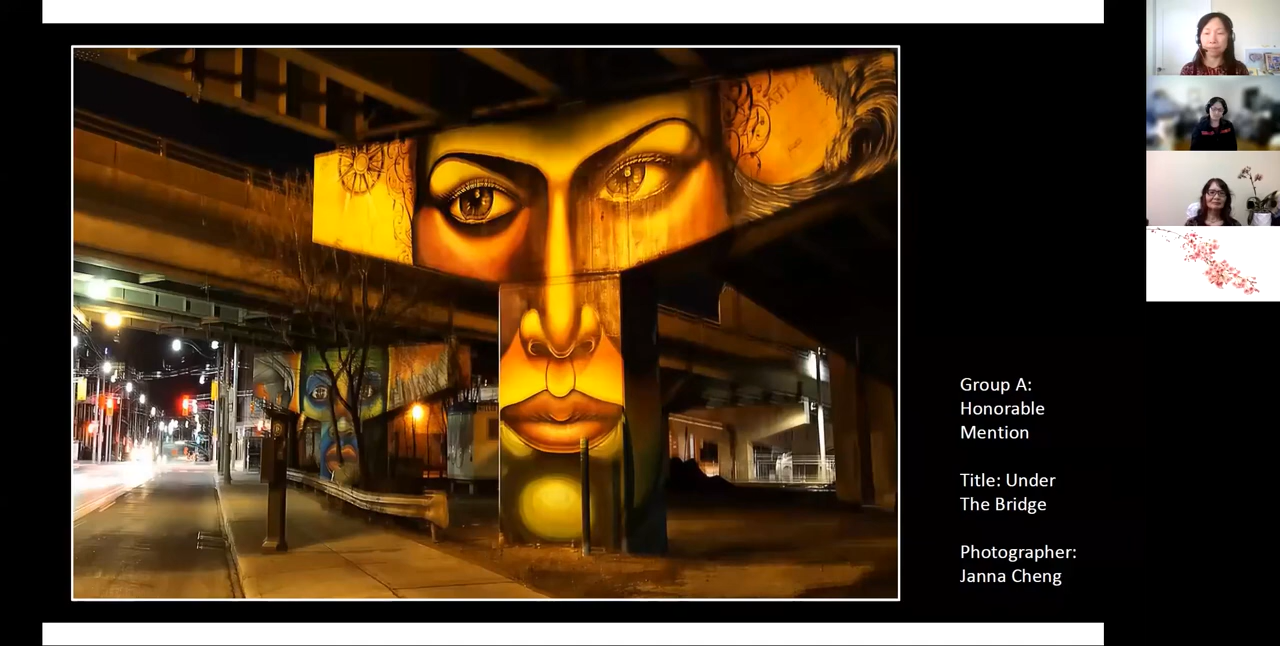 Group A:
Honorable
Mention
Title: Under
The Bridge
Photographer:
Janna Cheng